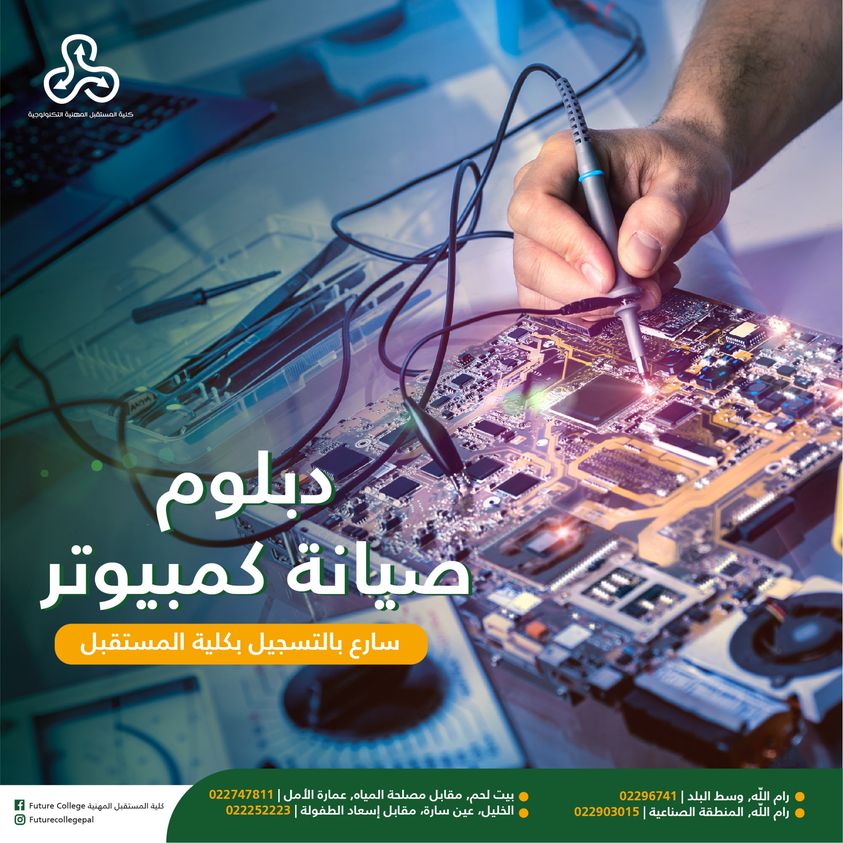 كلية المستقبل المهنية التكنولوجية
دبلوم
صيانة كمبيوتر
سارع بالتسجيل بكلية المستقبل
رام الله, وسط البلد | 02296741
رام الله, المنطقة الصناعية | 022903015
بيت لحم, مقابل مصلحة المياه, عمارة الأمل | 022747811
الخليل, عين سارة, مقابل إسعاد الطفولة | 022252223
Future College كلية المستقبل المهنية
Futurecollegepal